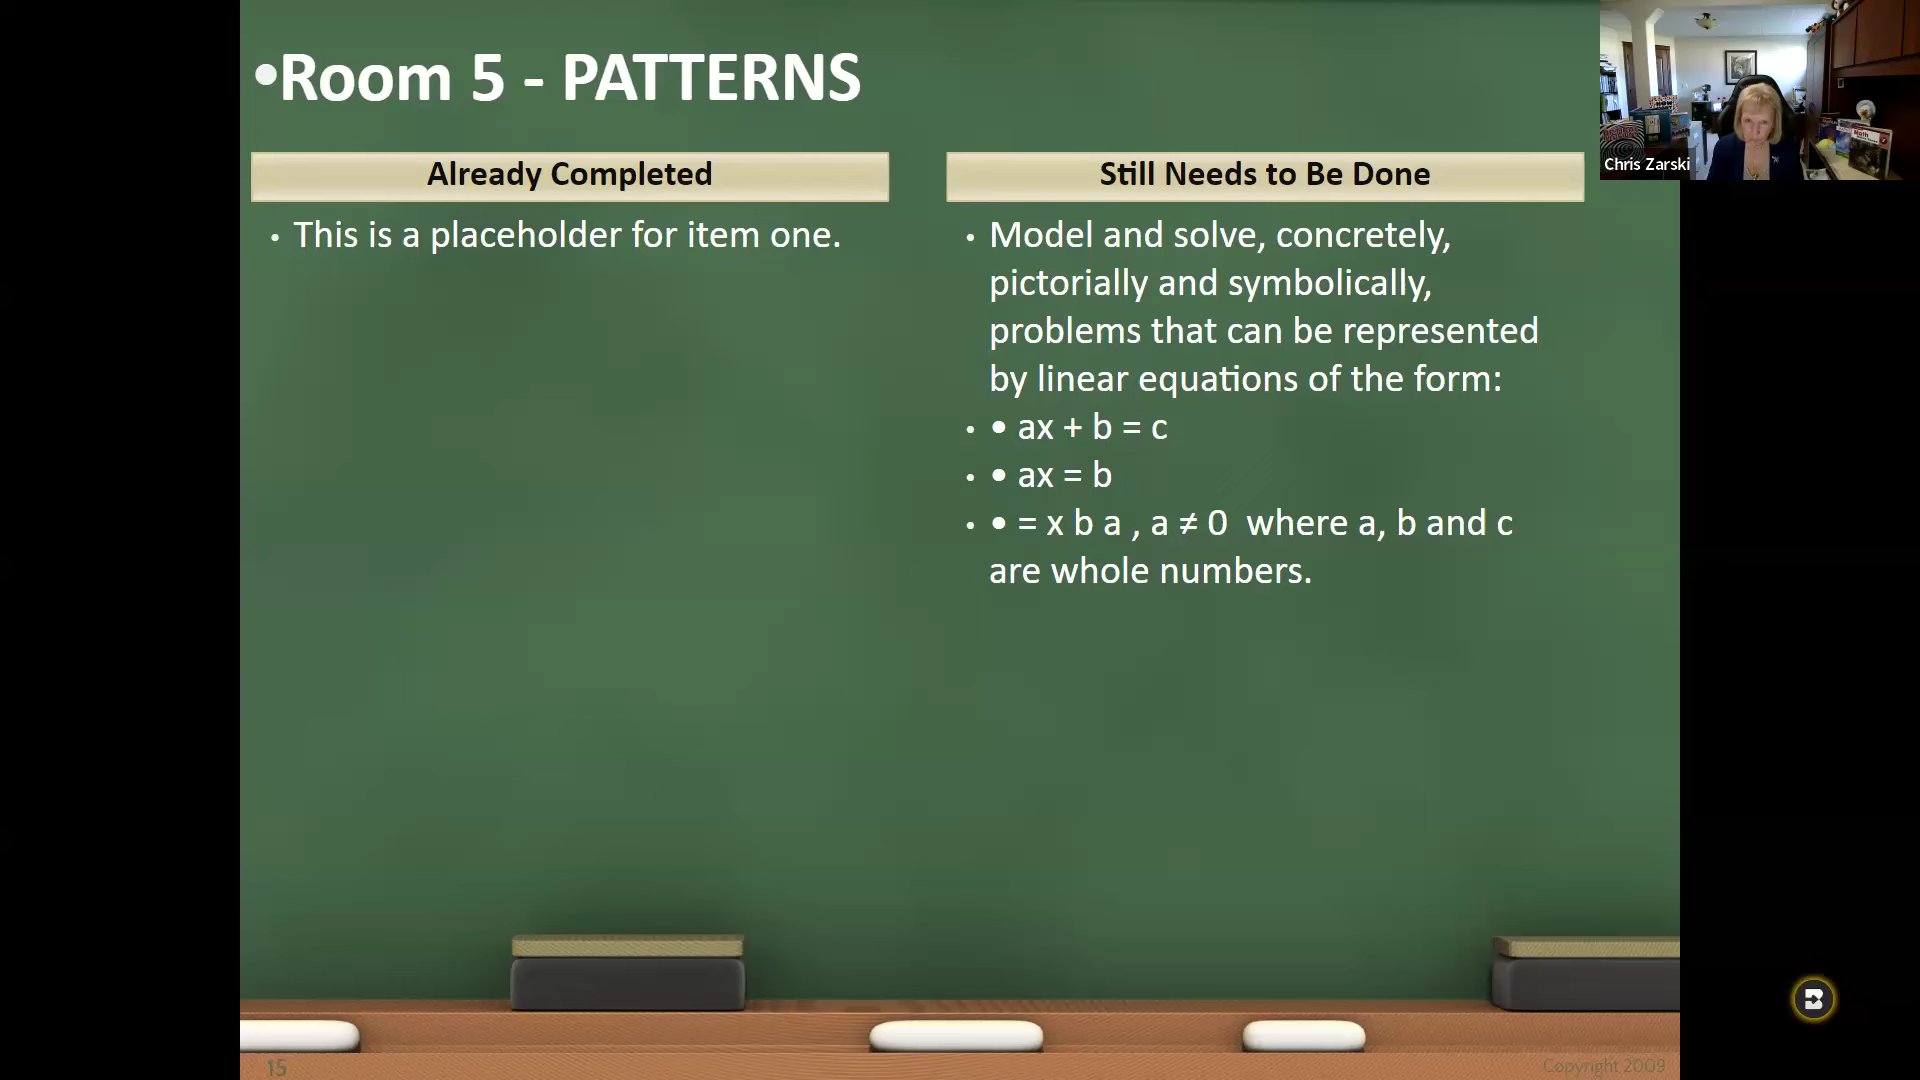 •Room 5 - PATTERNS
Already Completed
• This is a placeholder for item one.
Still Needs to Be Done
• Model and solve, concretely,
pictorially and symbolically,
problems that can be represented
by linear equations of the form:
• • ax + b = c
• • ax = b
• • = x b a , a ≠ 0  where a, b and c
are whole numbers.
Chris Zarski
Math
15
Copyright 2009